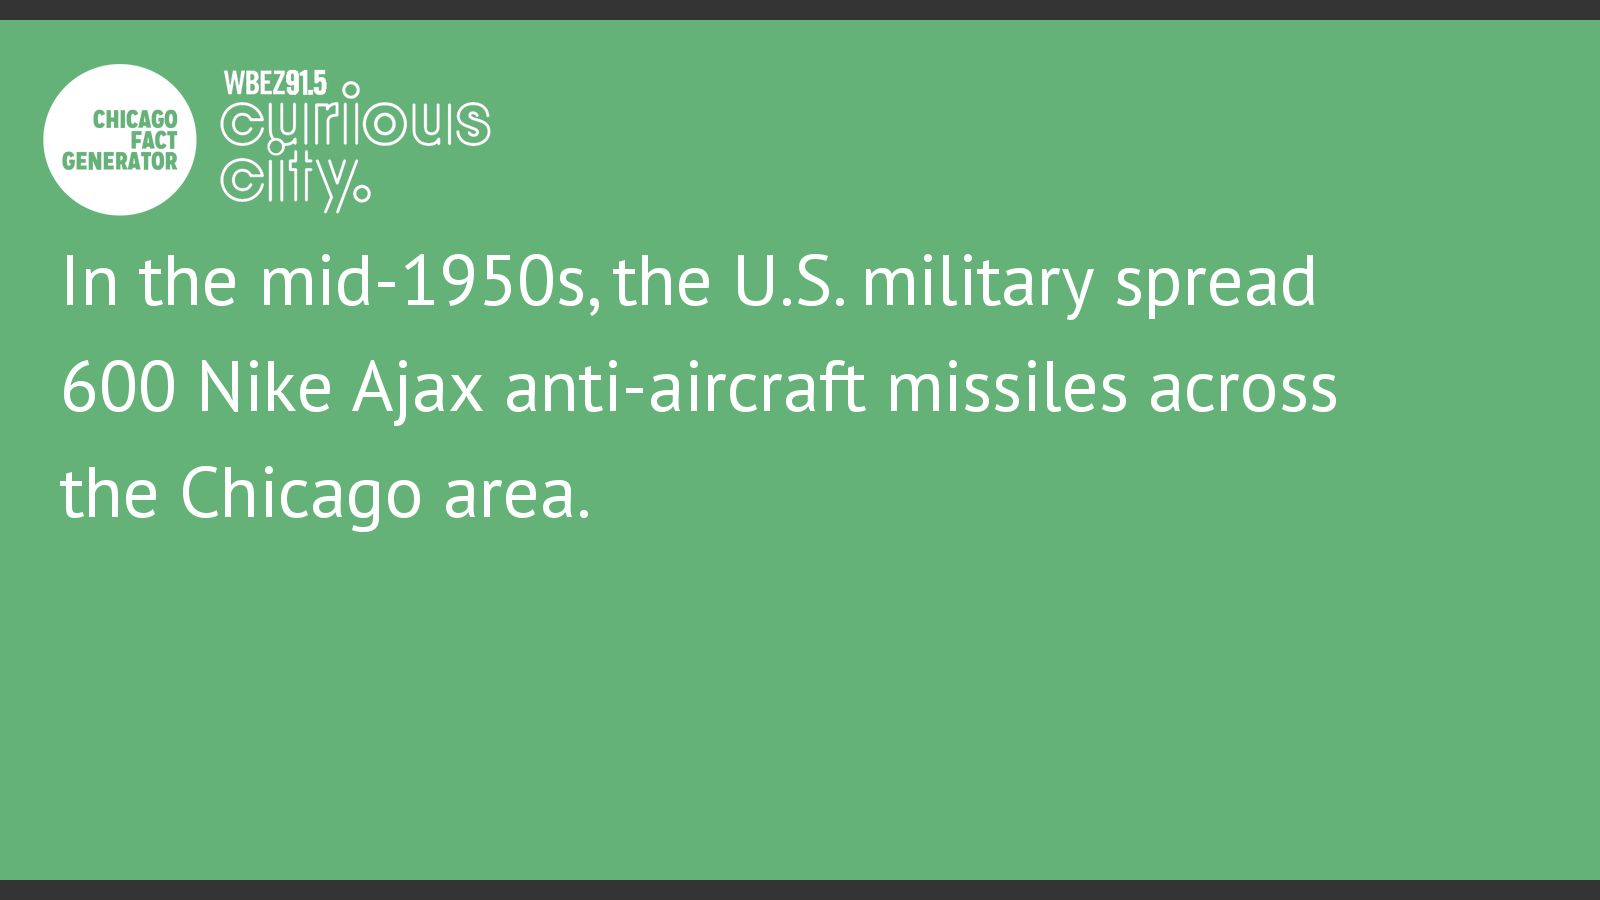 CHICAGO
FACT
GENERATOR
WBEZ91.5
curious
city.
In the mid-1950s, the U.S. military spread
600 Nike Ajax anti-aircraft missiles across
the Chicago area.